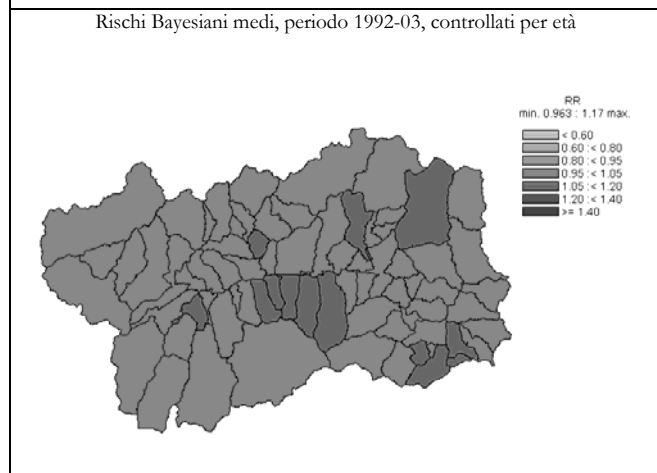 Rischi Bayesiani medi, periodo 1992-03, controllati per età
RR
min. 0.963 : 1.17 max.
< 0.60
0.60 :< 0.80
0.80 :< 0.95
0.95 :< 1.05
1.05 :< 1.20
1.20 :< 1.40
>= 1.40